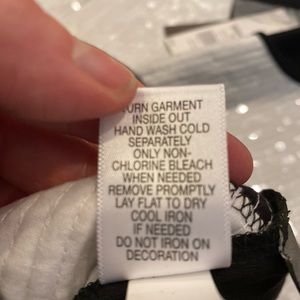 TURN GARMENT
INSIDE OUT
HAND WASH COLD
SEPARATELY
ONLY NON-
CHLORINE BLEACH
WHEN NEEDED
REMOVE PROMPTLY
LAY FLAT TO DRY
COOL IRON
IF NEEDED
DO NOT IRON ON
DECORATION